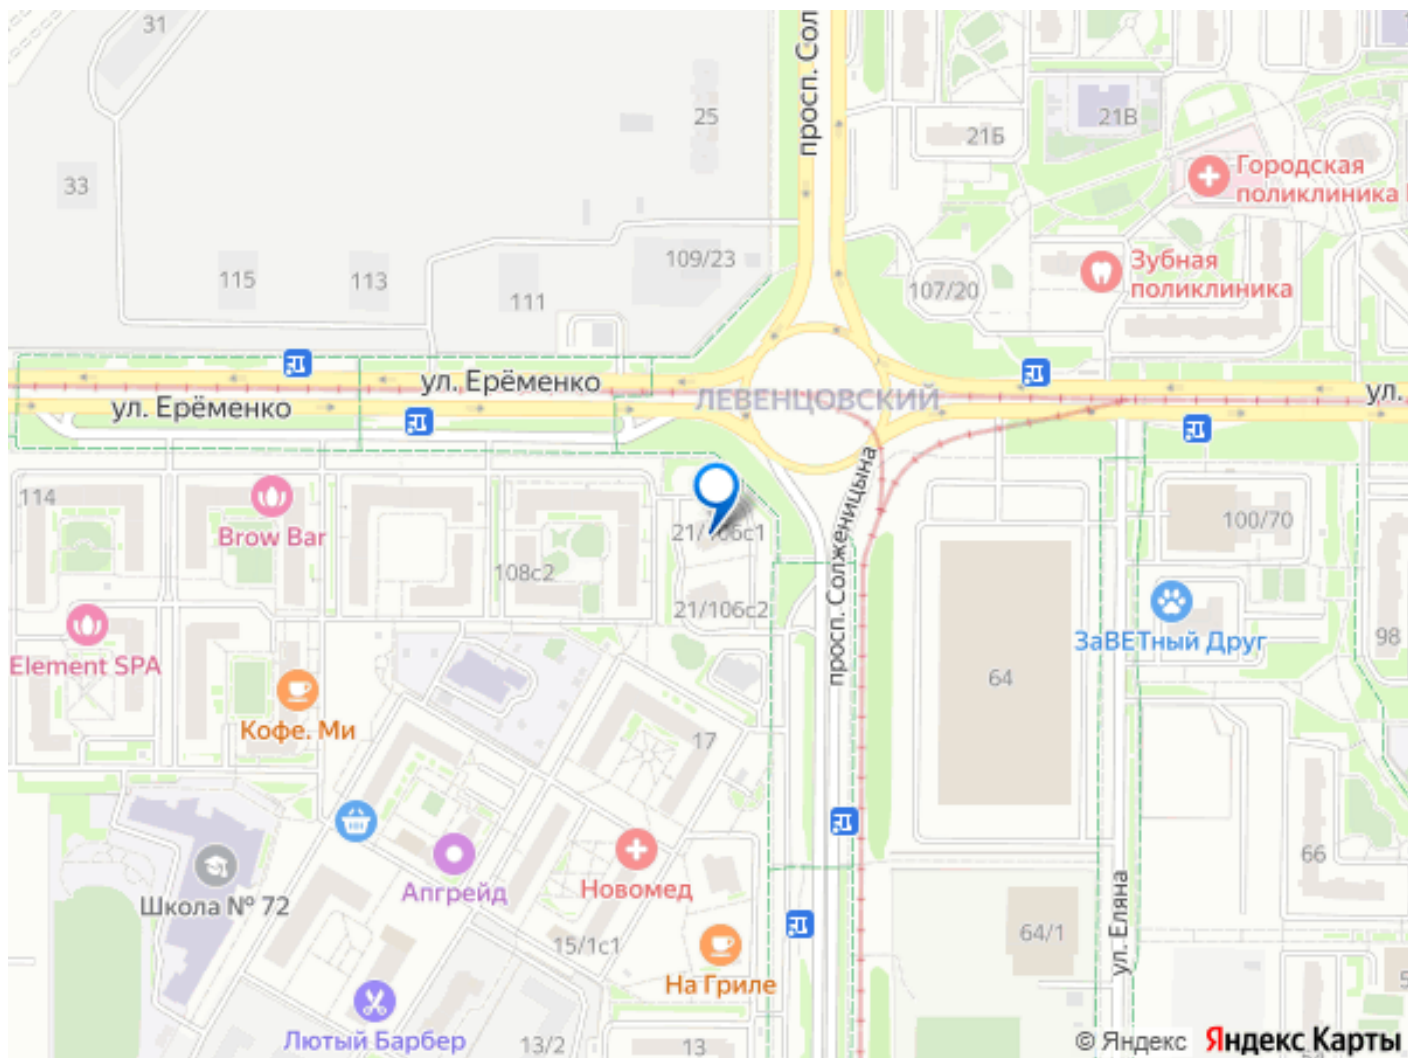 31
просп. Сол
25
21Б
21В
33
Городская
поликлиника
109/23
115
113
111
107/20
Зубная
поликлиника
ул. Ерёменко
ул. Ерёменко
ЛЕВЕНЦОВСКИЙ
ул.
114
Brow Bar
108с2
21/106с1
21/106с2
просп. Солженицына
100/70
ЗаВЕТный Друг
98
Element SPA
Кофе. Ми
64
17
Школа № 72
Апгрейд
Новомед
66
15/1с1
На Гриле
64/1
ул. Еляна
Лютый Барбер
13/2
13
© Яндекс Яндекс Карты